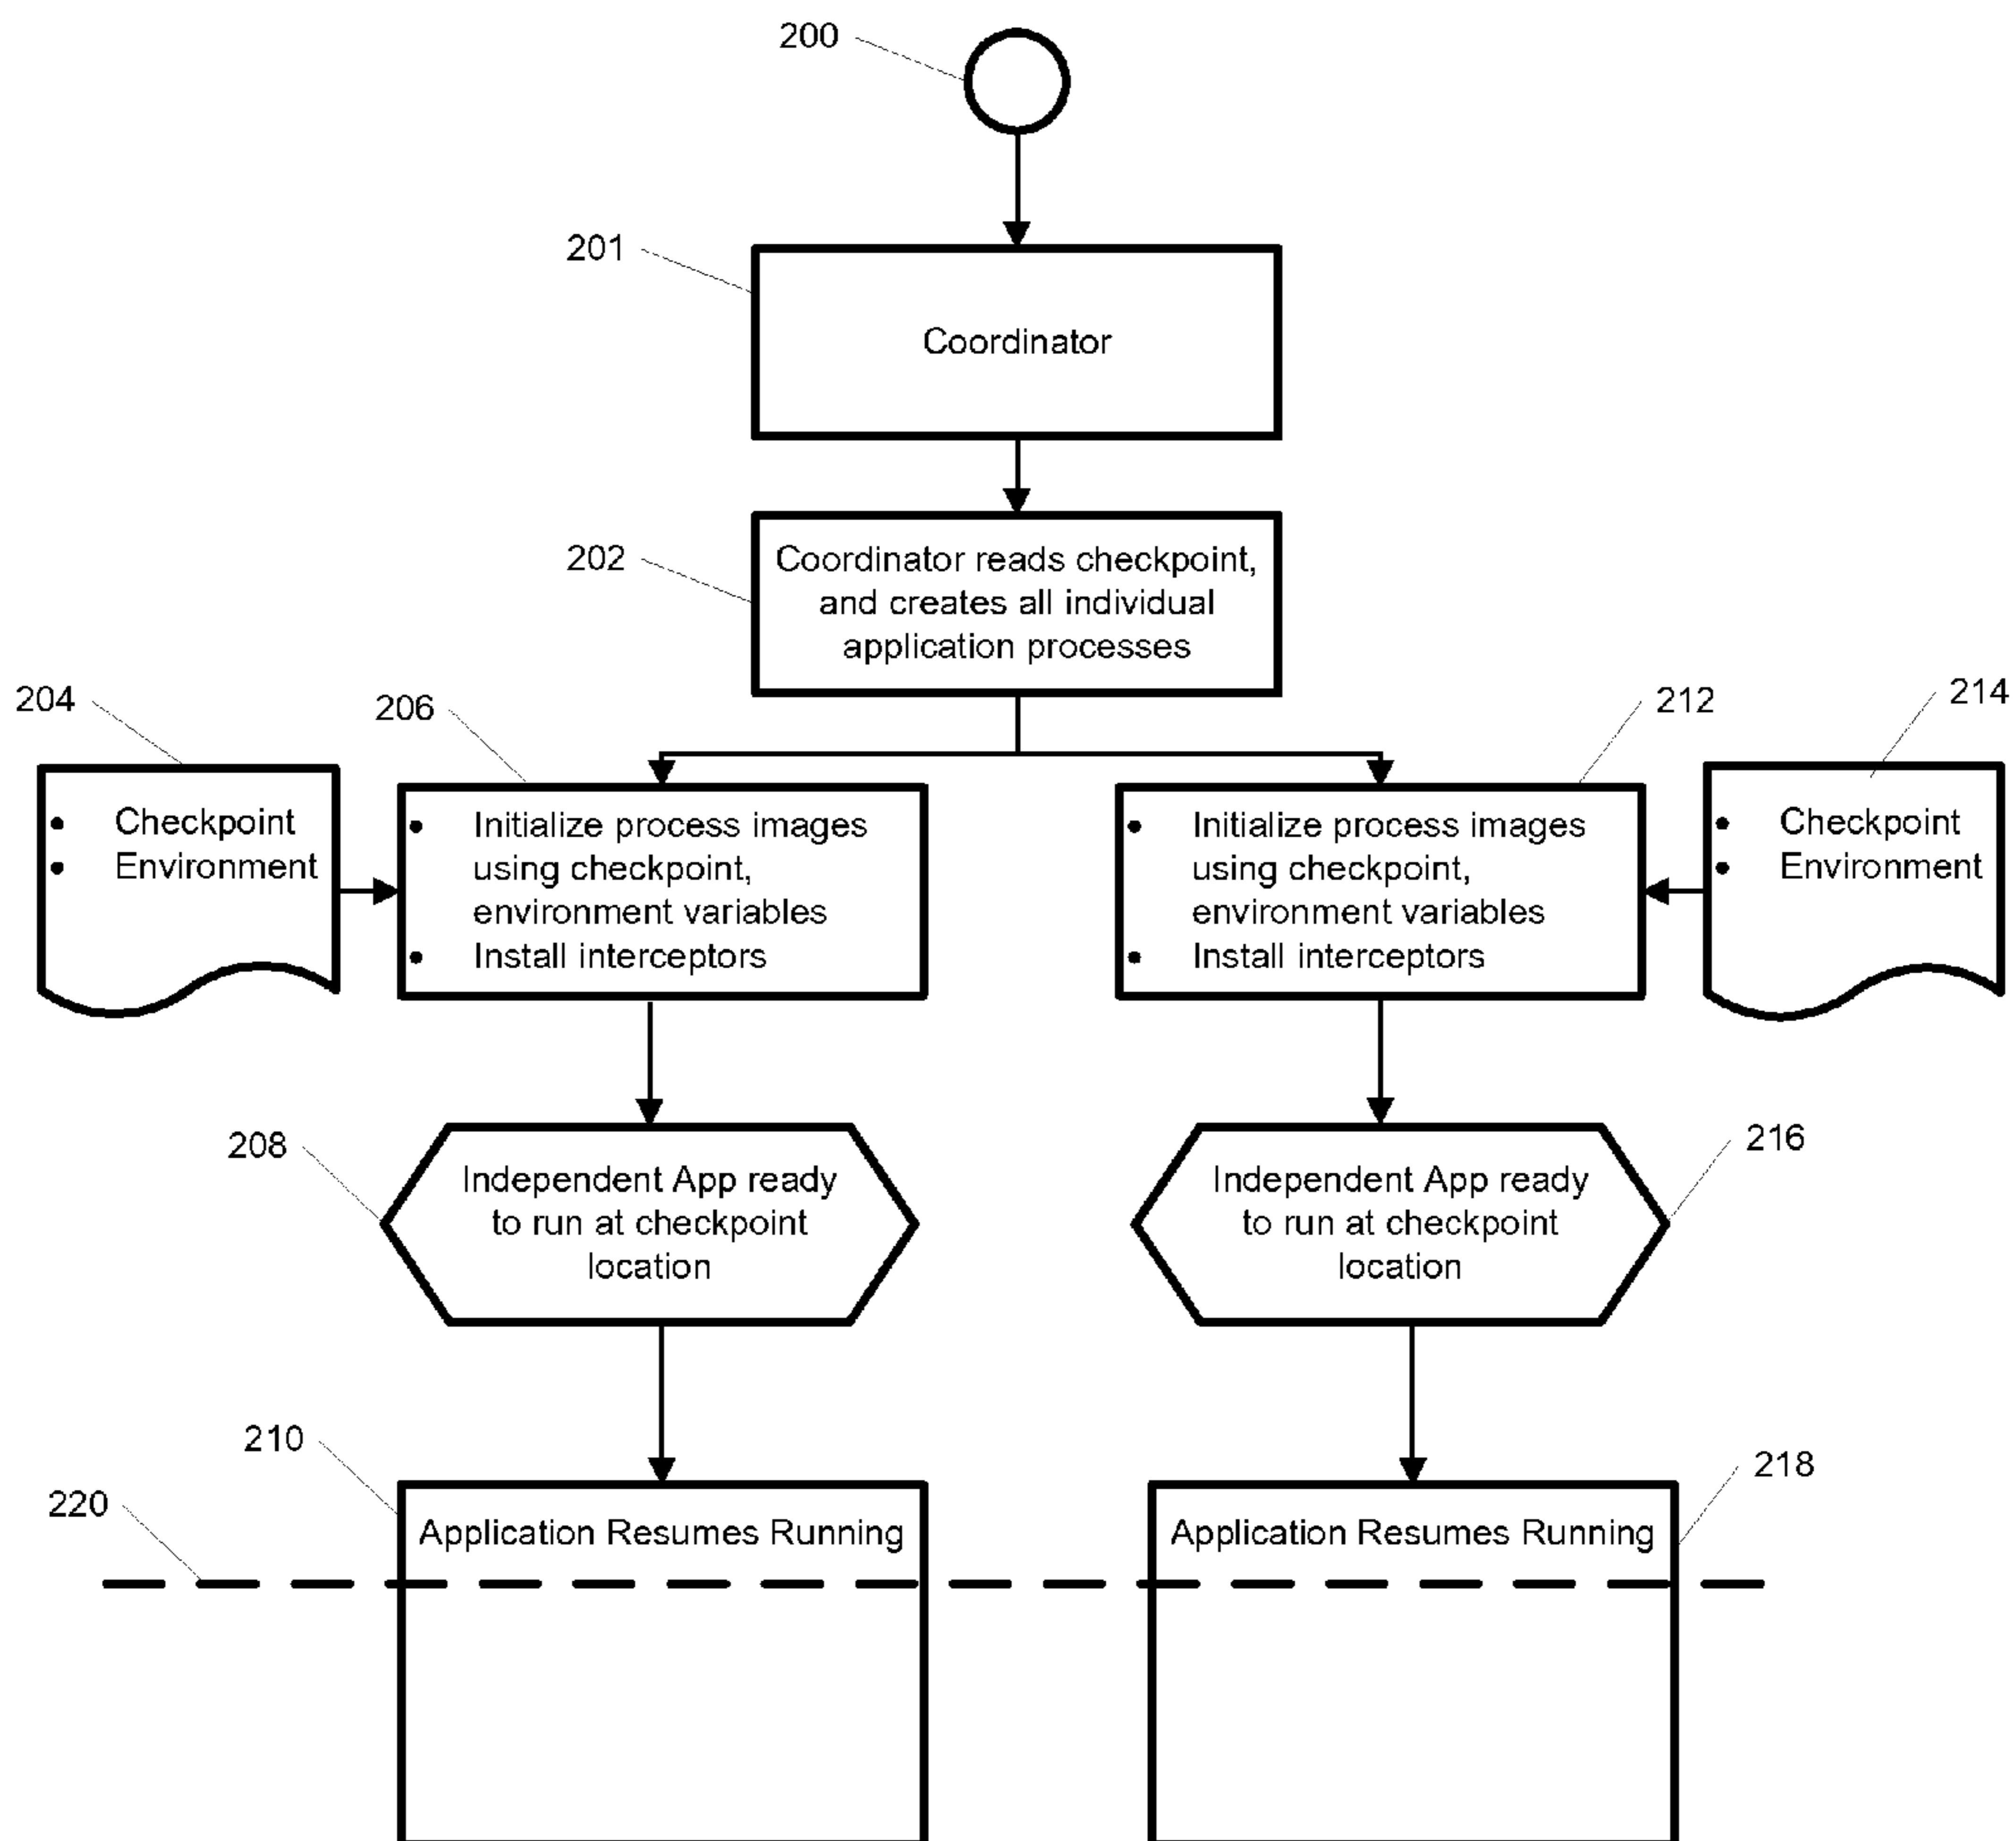 200
201
Coordinator
202
Coordinator reads checkpoint,
and creates all individual
application processes
204
206
212
214
• Checkpoint
• Environment
• Initialize process images
using checkpoint,
environment variables
• Install interceptors
• Initialize process images
using checkpoint,
environment variables
• Install interceptors
• Checkpoint
• Environment
208
Independent App ready
to run at checkpoint
location
Independent App ready
to run at checkpoint
location
216
210
Application Resumes Running
Application Resumes Running
218
220